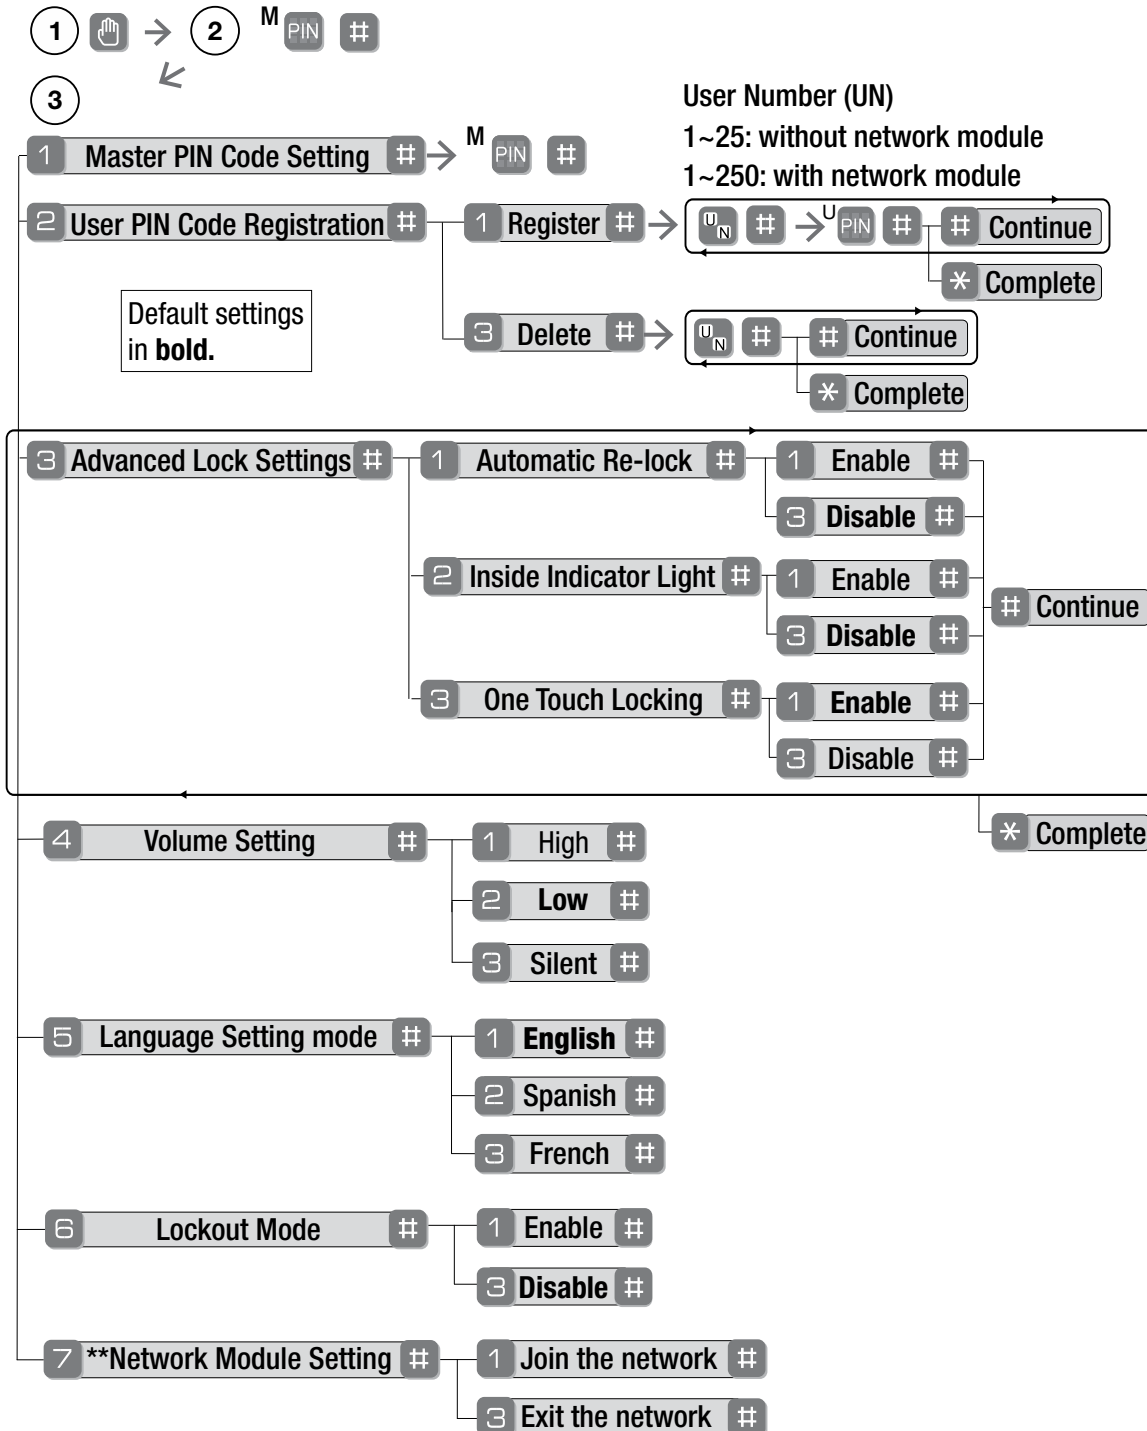 1 → 2 M PIN #
3
User Number (UN)
1~25: without network module
1~250: with network module
1 Master PIN Code Setting # → M PIN #
2 User PIN Code Registration # 1 Register # → UN # → U PIN # # Continue
* Complete
Default settings
in bold.
3 Delete # → UN # # Continue
* Complete
3 Advanced Lock Settings # 1 Automatic Re-lock # 1 Enable #
3 Disable #
2 Inside Indicator Light # 1 Enable #
# Continue
3 Disable #
3 One Touch Locking # 1 Enable #
3 Disable #
* Complete
4 Volume Setting # 1 High #
2 Low #
3 Silent #
5 Language Setting mode # 1 English #
2 Spanish #
3 French #
6 Lockout Mode # 1 Enable #
3 Disable #
7 **Network Module Setting # 1 Join the network #
3 Exit the network #